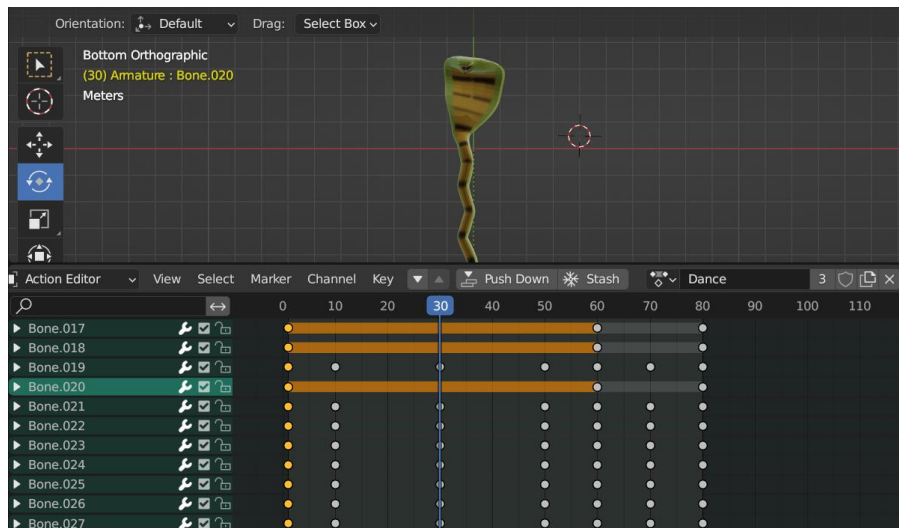 Orientation: Default Drag: Select Box
Bottom Orthographic
(30) Armature : Bone.020
Meters
Action Editor View Select Marker Channel Key Push Down Stash Dance 3
0 10 20 30 40 50 60 70 80 90 100 110
Bone.017
Bone.018
Bone.019
Bone.020
Bone.021
Bone.022
Bone.023
Bone.024
Bone.025
Bone.026
Bone.027